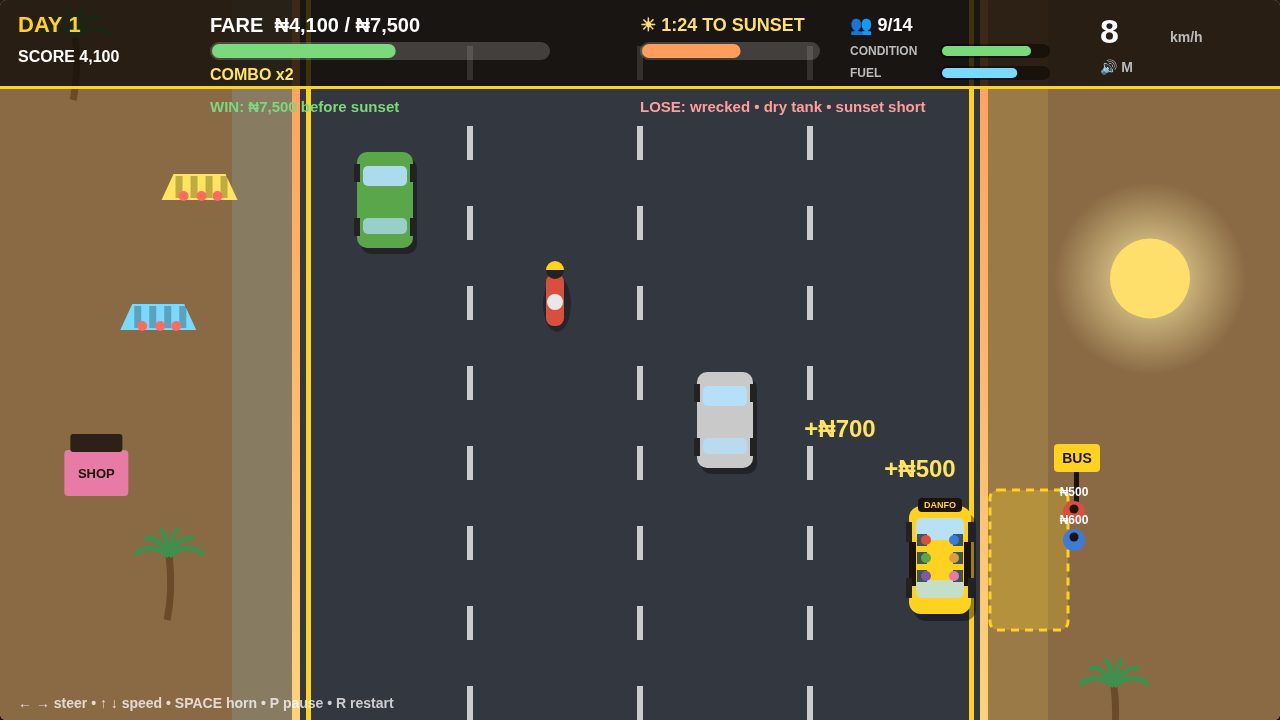 DAY 1
SCORE 4,100
FARE ₦4,100 / ₦7,500
COMBO x2
☀ 1:24 TO SUNSET
👥 9/14
CONDITION
FUEL
8 km/h
🔊 M
WIN: ₦7,500 before sunset
LOSE: wrecked • dry tank • sunset short
+₦700
+₦500
BUS
SHOP
₦500
DANFO
₦600
← → steer • ↑ ↓ speed • SPACE horn • P pause • R restart